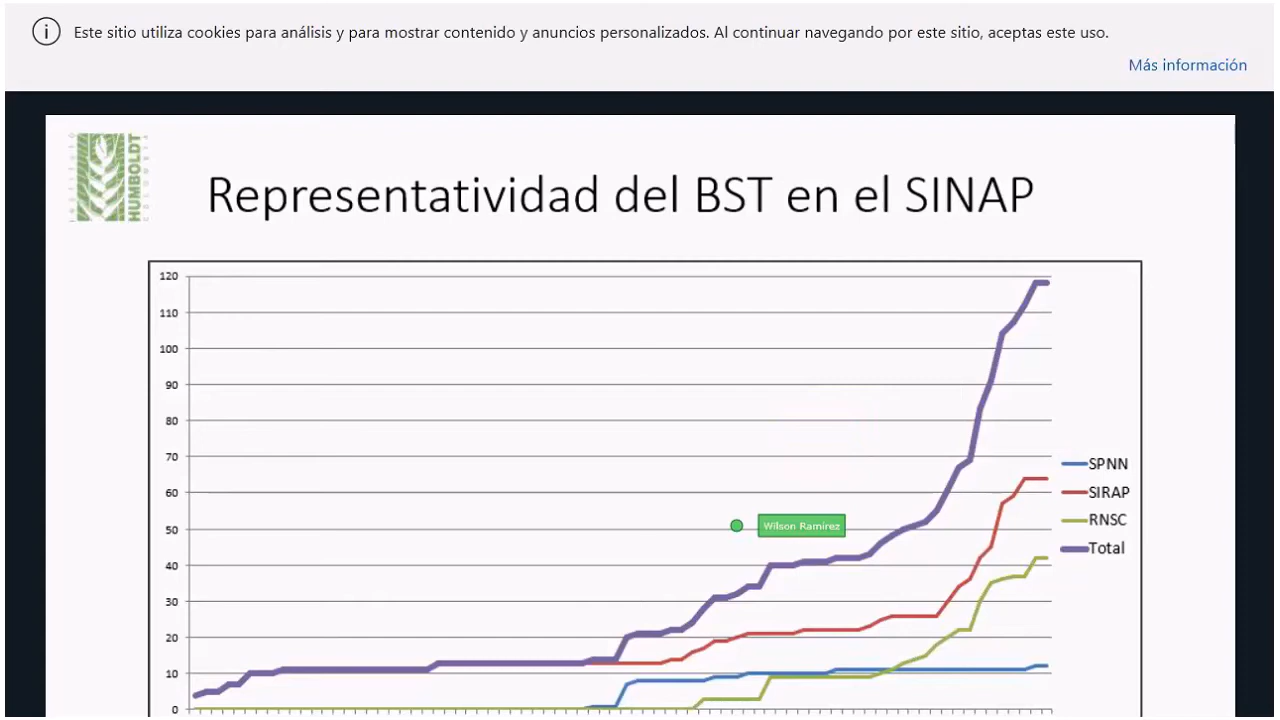 Este sitio utiliza cookies para análisis y para mostrar contenido y anuncios personalizados. Al continuar navegando por este sitio, aceptas este uso.
Más información
HUMBOLDT
Representatividad del BST en el SINAP
120
110
100
90
80
70
60
50
40
30
20
10
0
Wilson Ramírez
SPNN
SIRAP
RNSC
Total